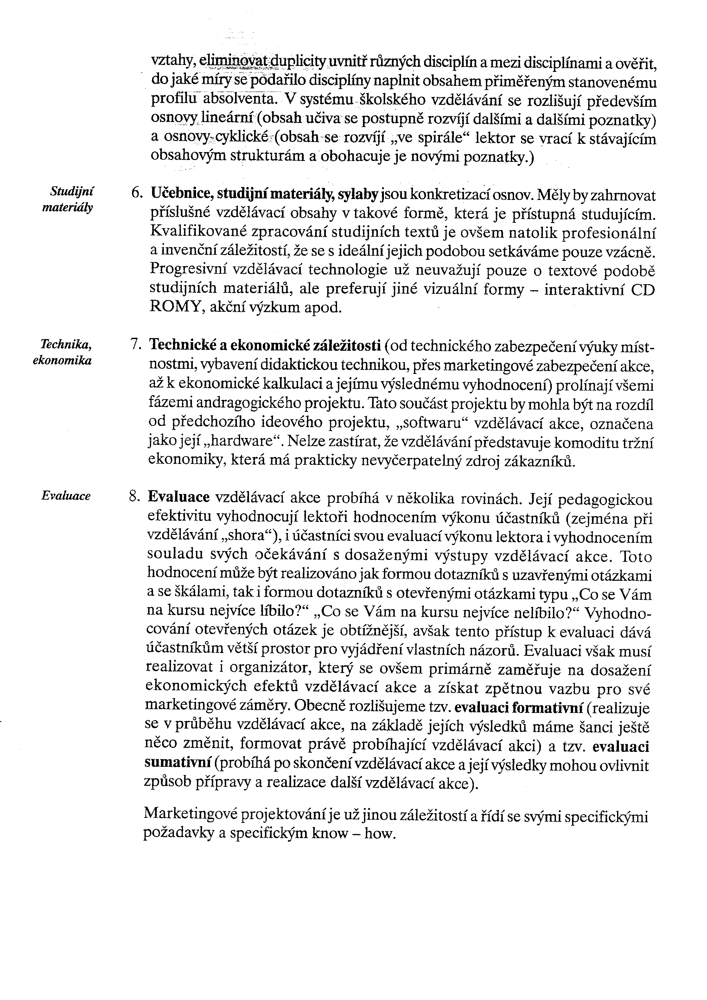 vztahy, eliminovat duplicity uvnitř různých disciplín a mezi disciplínami a ověřit,
do jaké míry se podařilo disciplíny naplnit obsahem přiměřeným stanovenému
profilu absolventa. V systému školského vzdělávání se rozlišují především
osnovy lineární (obsah učiva se postupně rozvíjí dalšími a dalšími poznatky)
a osnovy cyklické (obsah se rozvíjí „ve spirále“ lektor se vrací k stávajícím
obsahovým strukturám a obohacuje je novými poznatky.)
Studijní
materiály
6. Učebnice, studijní materiály, sylaby jsou konkretizací osnov. Měly by zahrnovat
příslušné vzdělávací obsahy v takové formě, která je přístupná studujícím.
Kvalifikované zpracování studijních textů je ovšem natolik profesionální
a invenční záležitostí, že se s ideální jejich podobou setkáváme pouze vzácně.
Progresivní vzdělávací technologie už neuvažují pouze o textové podobě
studijních materiálů, ale preferují jiné vizuální formy – interaktivní CD
ROMY, akční výzkum apod.
Technika,
ekonomika
7. Technické a ekonomické záležitosti (od technického zabezpečení výuky míst-
nostmi, vybavení didaktickou technikou, přes marketingové zabezpečení akce,
až k ekonomické kalkulaci a jejímu výslednému vyhodnocení) prolínají všemi
fázemi andragogického projektu. Tato součást projektu by mohla být na rozdíl
od předchozího ideového projektu, „softwaru“ vzdělávací akce, označena
jako její „hardware“. Nelze zastírat, že vzdělávání představuje komoditu tržní
ekonomiky, která má prakticky nevyčerpatelný zdroj zákazníků.
Evaluace
8. Evaluace vzdělávací akce probíhá v několika rovinách. Její pedagogickou
efektivitu vyhodnocují lektoři hodnocením výkonu účastníků (zejména při
vzdělávání „shora“), i účastníci svou evaluací výkonu lektora i vyhodnocením
souladu svých očekávání s dosaženými výstupy vzdělávací akce. Toto
hodnocení může být realizováno jak formou dotazníků s uzavřenými otázkami
a se škálami, tak i formou dotazníků s otevřenými otázkami typu „Co se Vám
na kursu nejvíce líbilo?“ „Co se Vám na kursu nejvíce nelíbilo?“ Vyhodno-
cování otevřených otázek je obtížnější, avšak tento přístup k evaluaci dává
účastníkům větší prostor pro vyjádření vlastních názorů. Evaluaci však musí
realizovat i organizátor, který se ovšem primárně zaměřuje na dosažení
ekonomických efektů vzdělávací akce a získat zpětnou vazbu pro své
marketingové záměry. Obecně rozlišujeme tzv. evaluaci formativní (realizuje
se v průběhu vzdělávací akce, na základě jejích výsledků máme šanci ještě
něco změnit, formovat právě probíhající vzdělávací akci) a tzv. evaluaci
sumativní (probíhá po skončení vzdělávací akce a její výsledky mohou ovlivnit
způsob přípravy a realizace další vzdělávací akce).
Marketingové projektování je už jinou záležitostí a řídí se svými specifickými
požadavky a specifickým know – how.